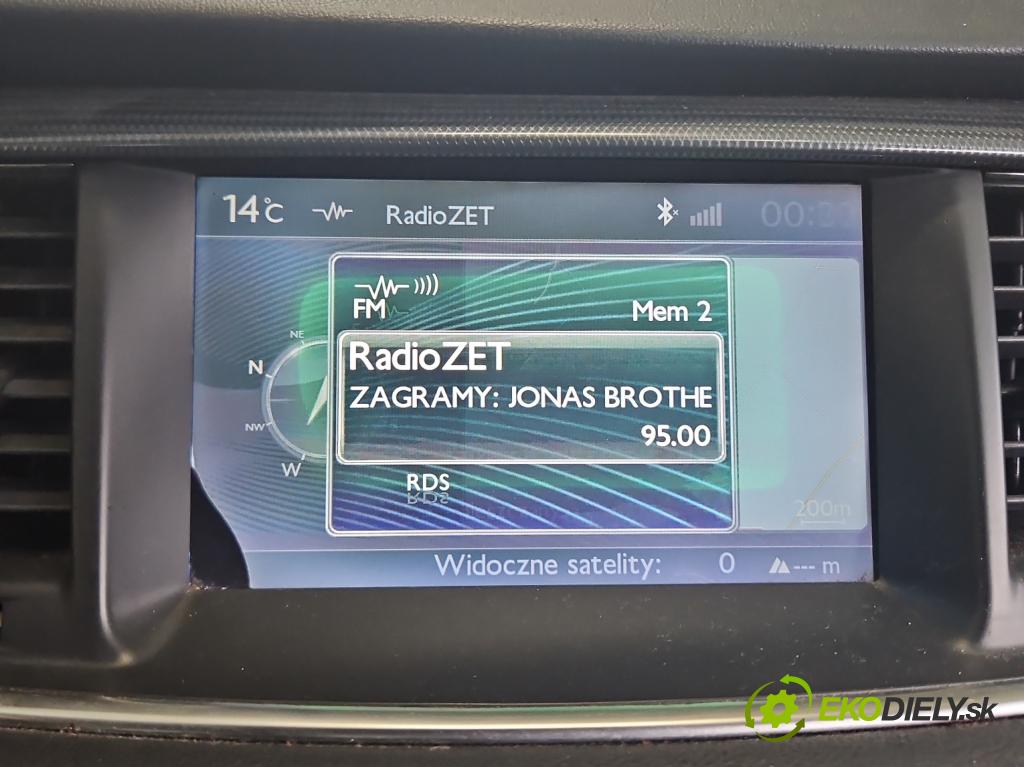 14°C RadioZET
FM
Mem 2
RadioZET
ZAGRAMY: JONAS BROTHE
95.00
RDS
NE
N
NW
W
200m
Widoczne satelity: 0 --- m
EKODIELY.sk